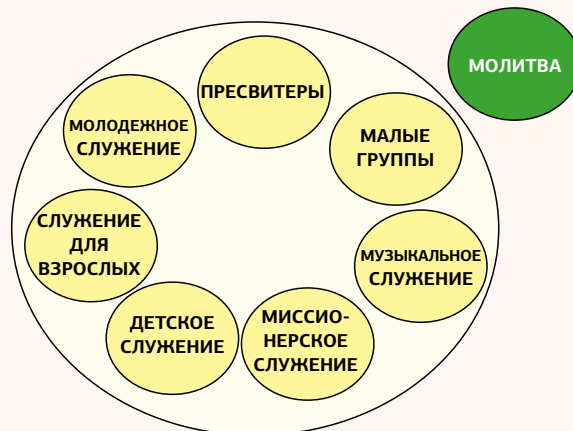 МОЛИТВА
ПРЕСВИТЕРЫ
МОЛОДЕЖНОЕ
СЛУЖЕНИЕ
МАЛЫЕ
ГРУППЫ
СЛУЖЕНИЕ
ДЛЯ
ВЗРОСЛЫХ
МУЗЫКАЛЬНОЕ
СЛУЖЕНИЕ
ДЕТСКОЕ
СЛУЖЕНИЕ
МИССИО-
НЕРСКОЕ
СЛУЖЕНИЕ